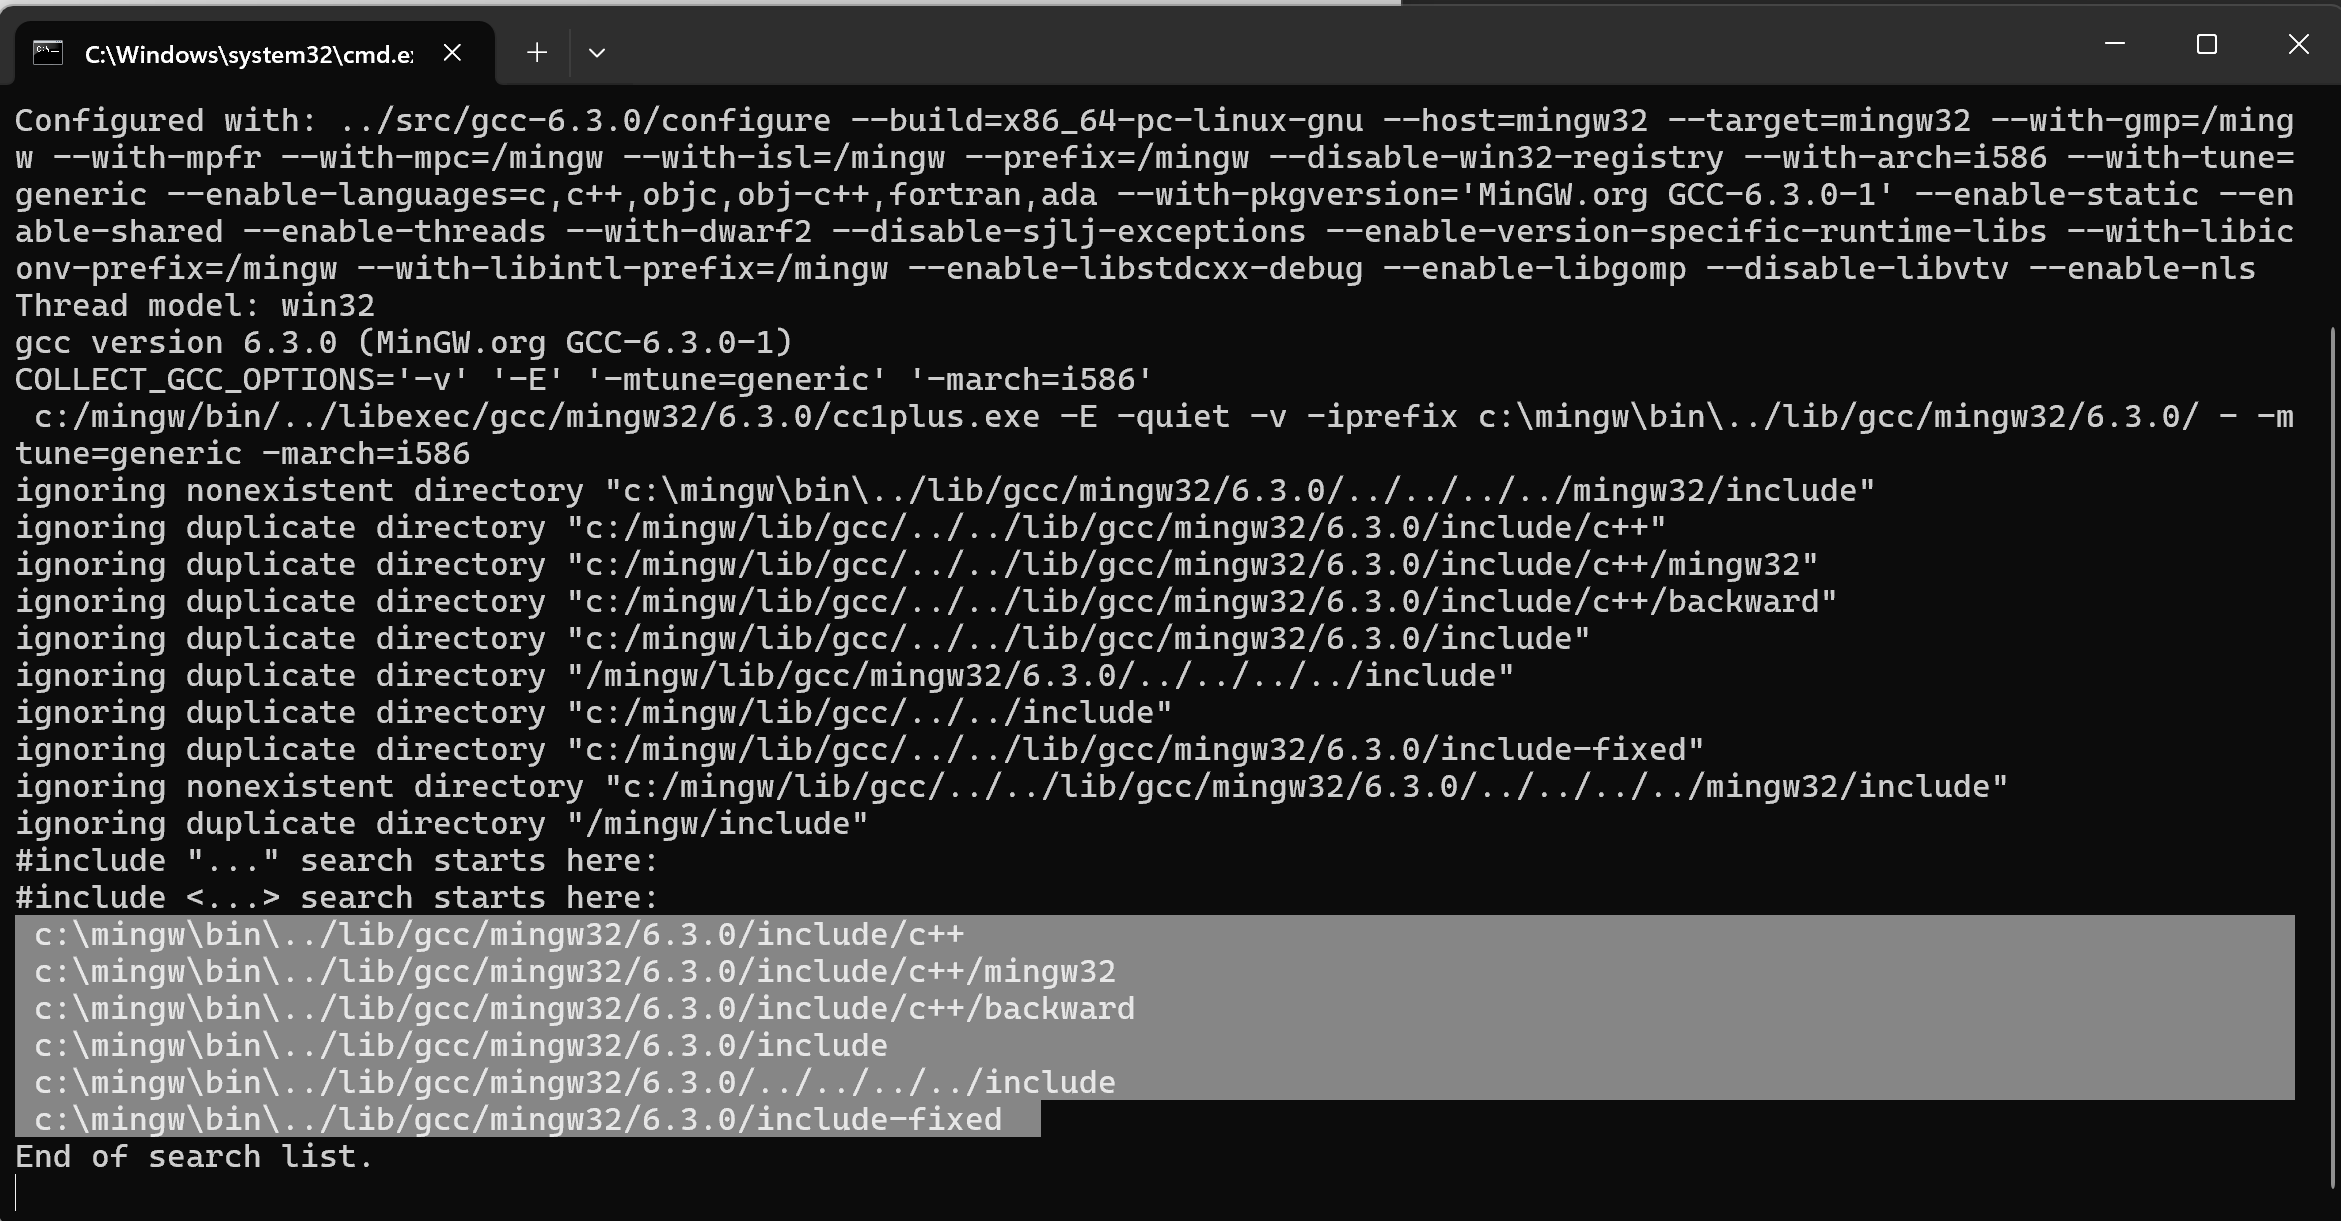 C:\Windows\system32\cmd.e
Configured with: ../src/gcc-6.3.0/configure --build=x86_64-pc-linux-gnu --host=mingw32 --target=mingw32 --with-gmp=/ming
w --with-mpfr --with-mpc=/mingw --with-isl=/mingw --prefix=/mingw --disable-win32-registry --with-arch=i586 --with-tune=
generic --enable-languages=c,c++,objc,obj-c++,fortran,ada --with-pkgversion='MinGW.org GCC-6.3.0-1' --enable-static --en
able-shared --enable-threads --with-dwarf2 --disable-sjlj-exceptions --enable-version-specific-runtime-libs --with-libic
onv-prefix=/mingw --with-libintl-prefix=/mingw --enable-libstdcxx-debug --enable-libgomp --disable-libvtv --enable-nls
Thread model: win32
gcc version 6.3.0 (MinGW.org GCC-6.3.0-1)
COLLECT_GCC_OPTIONS='-v' '-E' '-mtune=generic' '-march=i586'
 c:/mingw/bin/../libexec/gcc/mingw32/6.3.0/cc1plus.exe -E -quiet -v -iprefix c:\mingw\bin\../lib/gcc/mingw32/6.3.0/ - -m
tune=generic -march=i586
ignoring nonexistent directory "c:\mingw\bin\../lib/gcc/mingw32/6.3.0/../../../../mingw32/include"
ignoring duplicate directory "c:/mingw/lib/gcc/../../lib/gcc/mingw32/6.3.0/include/c++"
ignoring duplicate directory "c:/mingw/lib/gcc/../../lib/gcc/mingw32/6.3.0/include/c++/mingw32"
ignoring duplicate directory "c:/mingw/lib/gcc/../../lib/gcc/mingw32/6.3.0/include/c++/backward"
ignoring duplicate directory "c:/mingw/lib/gcc/../../lib/gcc/mingw32/6.3.0/include"
ignoring duplicate directory "/mingw/lib/gcc/mingw32/6.3.0/../../../../include"
ignoring duplicate directory "c:/mingw/lib/gcc/../../include"
ignoring duplicate directory "c:/mingw/lib/gcc/../../lib/gcc/mingw32/6.3.0/include-fixed"
ignoring nonexistent directory "c:/mingw/lib/gcc/../../lib/gcc/mingw32/6.3.0/../../../../mingw32/include"
ignoring duplicate directory "/mingw/include"
#include "..." search starts here:
#include <...> search starts here:
 c:\mingw\bin\../lib/gcc/mingw32/6.3.0/include/c++
 c:\mingw\bin\../lib/gcc/mingw32/6.3.0/include/c++/mingw32
 c:\mingw\bin\../lib/gcc/mingw32/6.3.0/include/c++/backward
 c:\mingw\bin\../lib/gcc/mingw32/6.3.0/include
 c:\mingw\bin\../lib/gcc/mingw32/6.3.0/../../../../include
 c:\mingw\bin\../lib/gcc/mingw32/6.3.0/include-fixed
End of search list.